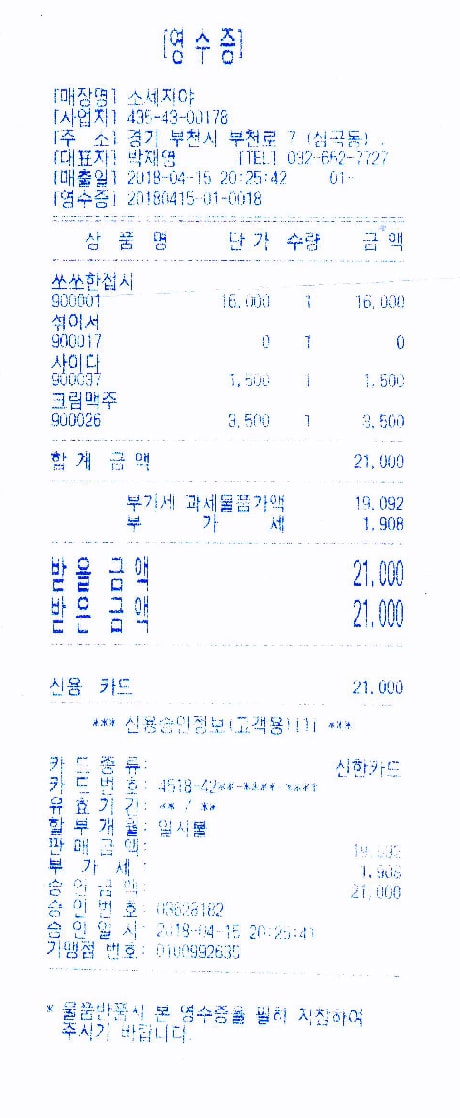 [영수증]
[매장명] 소세지야
[사업자] 435-43-00178
[주 소] 경기 부천시 부천로 7 (심곡동)
[대표자] 박재영 [TEL] 032-662-7727
[매출일] 2018-04-15 20:25:42 01-
[영수증] 20180415-01-0018
상 품 명 단 가 수량 금 액
쏘쏘한접시
900001 16,000 1 16,000
섞어서
900017 0 1 0
사이다
900037 1,500 1 1,500
크림맥주
900026 3,500 1 3,500
합 계 금 액 21,000
부가세 과세물품가액 19,092
부 가 세 1,908
받 을 금 액 21,000
받 은 금 액 21,000
신용 카드 21,000
*** 신용승인정보(고객용)[1] ***
카 드 종 류: 신한카드
카 드 번 호: 4518-42**-****-****
유 효 기 간: ** / **
할 부 개 월: 일시불
판 매 금 액: 19,092
부 가 세 : 1,908
승 인 금 액: 21,000
승 인 번 호: 03628182
승 인 일 시: 2018-04-15 20:25:41
가맹점 번호: 0100992635
* 물품반품시 본 영수증을 필히 지참하여
주시기 바랍니다.